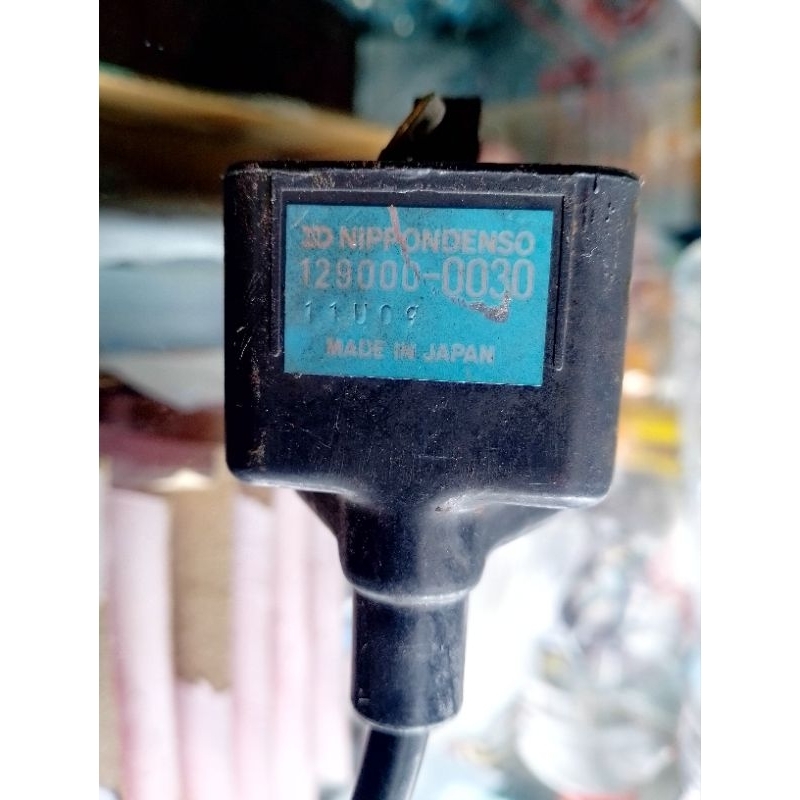 ND NIPPONDENSO
129000-0030
11U09
MADE IN JAPAN